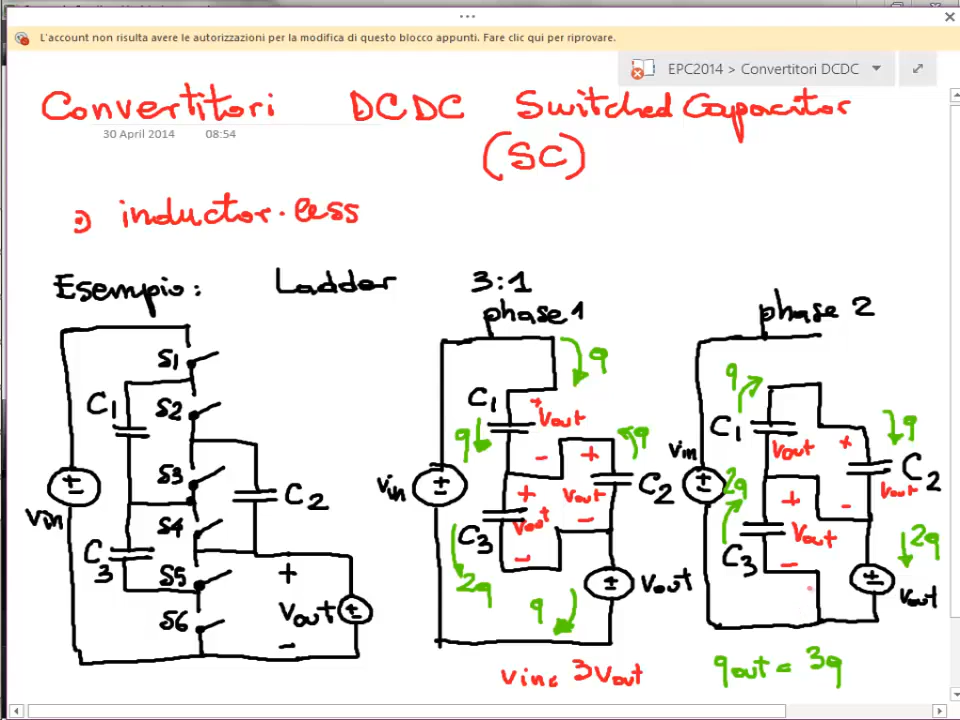 L'account non risulta avere le autorizzazioni per la modifica di questo blocco appunti. Fare clic qui per riprovare.
EPC2014 > Convertitori DCDC
Convertitori DCDC Switched Capacitor
30 April 2014 08:54
(SC)
inductor-less
Esempio: Ladder 3:1
phase 1
phase 2
S1
C1
S2
S3
C2
Vin
S4
C3
S5
+
Vout
S6
-
q
C1
+
Vout
q
-
+
q
Vin
+
Vout
C2
-
Vout
C3
-
2q
Vout
q
Vin = 3Vout
q
C1
q
Vout
+
Vin
C2
Vout
2q
+
-
Vout
C3
-
2q
Vout
qout = 3q